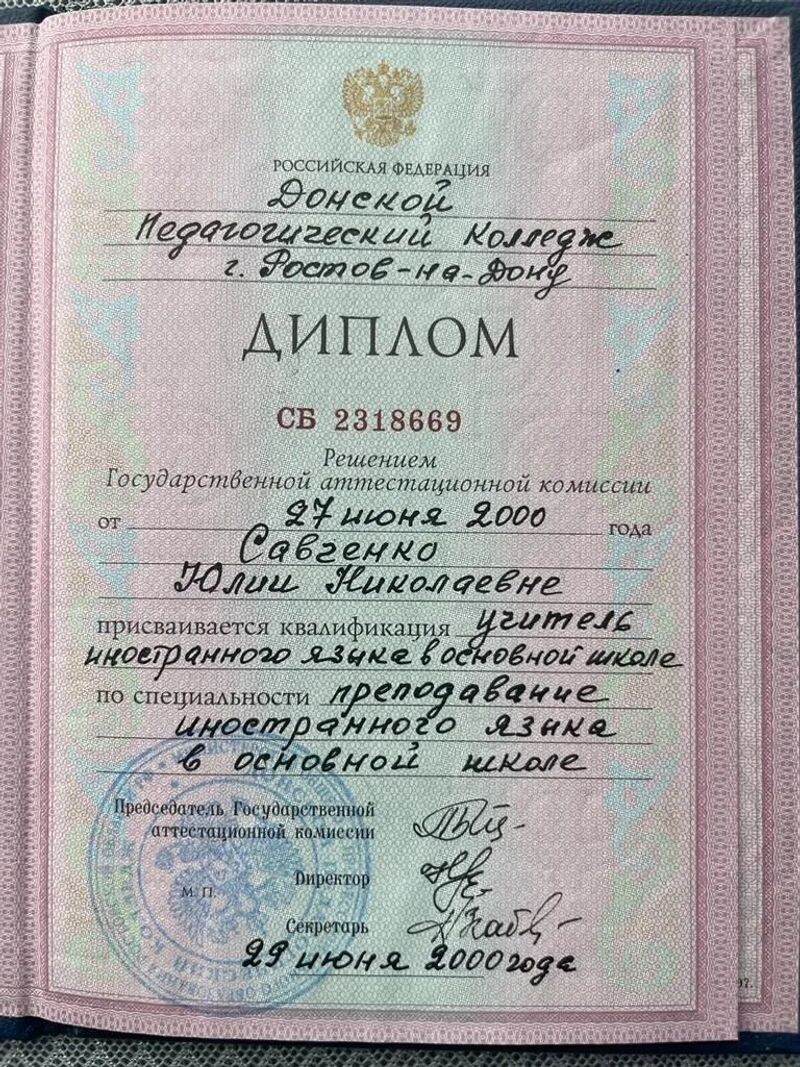 РОССИЙСКАЯ ФЕДЕРАЦИЯ
Донской
Педагогический колледж
г. Ростов-на-Дону
ДИПЛОМ
СБ 2318669
Решением
Государственной аттестационной комиссии
от 27 июня 2000 года
Савченко
Юлии Николаевне
присваивается квалификация учитель
иностранного языка в основной школе
по специальности преподавание
иностранного языка
в основной школе
Председатель Государственной
аттестационной комиссии
Директор
М. П.
Секретарь
29 июня 2000 года